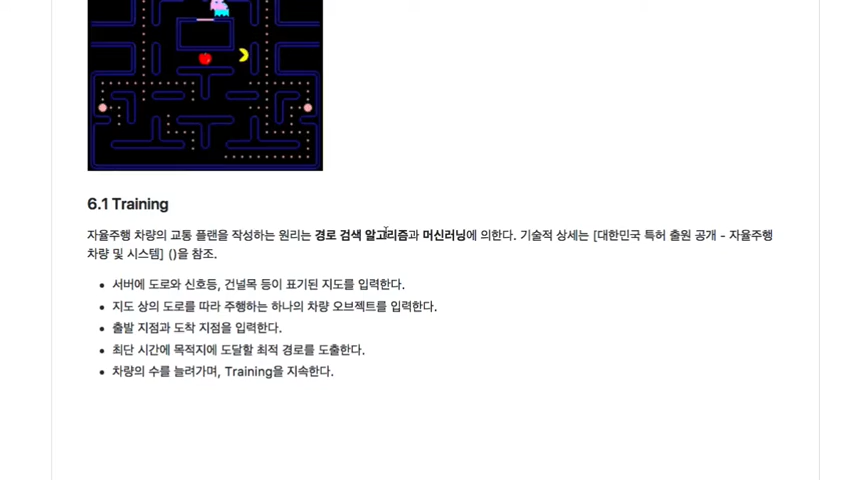 6.1 Training
자율주행 차량의 교통 플랜을 작성하는 원리는 경로 검색 알고리즘과 머신러닝에 의한다. 기술적 상세는 [대한민국 특허 출원 공개 - 자율주행
차량 및 시스템] ()을 참조.
• 서버에 도로와 신호등, 건널목 등이 표기된 지도를 입력한다.
• 지도 상의 도로를 따라 주행하는 하나의 차량 오브젝트를 입력한다.
• 출발 지점과 도착 지점을 입력한다.
• 최단 시간에 목적지에 도달할 최적 경로를 도출한다.
• 차량의 수를 늘려가며, Training을 지속한다.